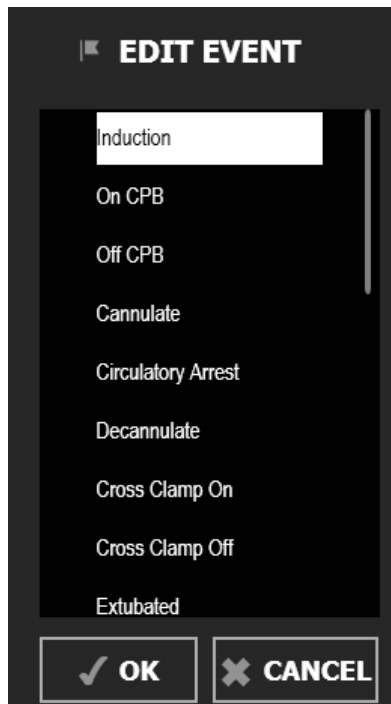 EDIT EVENT
Induction
On CPB
Off CPB
Cannulate
Circulatory Arrest
Decannulate
Cross Clamp On
Cross Clamp Off
Extubated
OK
CANCEL